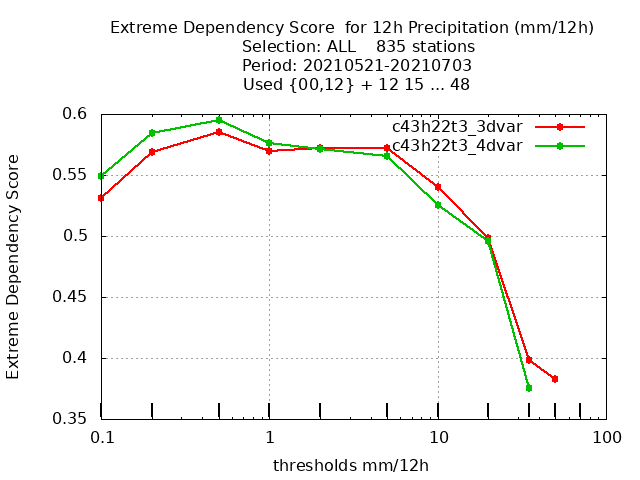 Extreme Dependency Score  for 12h Precipitation (mm/12h)
Selection: ALL    835 stations
Period: 20210521-20210703
Used {00,12} + 12 15 ... 48
c43h22t3_3dvar
c43h22t3_4dvar
Extreme Dependency Score
0.6
0.55
0.5
0.45
0.4
0.35
0.1 1 10 100
thresholds mm/12h